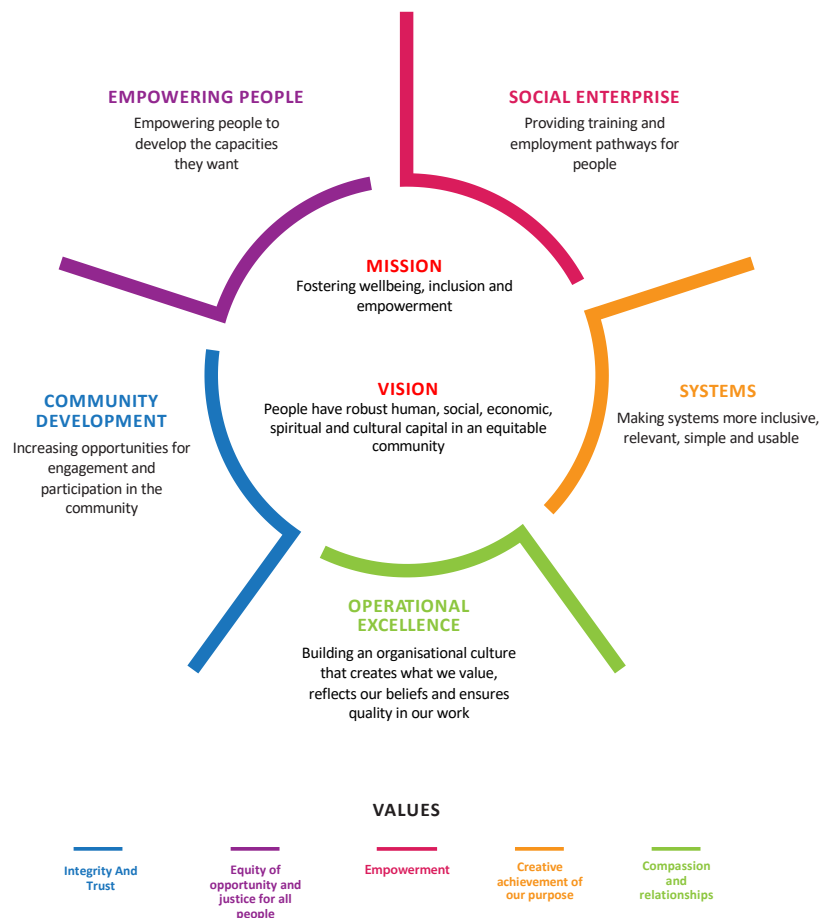 EMPOWERING PEOPLE
Empowering people to
develop the capacities
they want
SOCIAL ENTERPRISE
Providing training and
employment pathways for
people
MISSION
Fostering wellbeing, inclusion and
empowerment
VISION
People have robust human, social, economic,
spiritual and cultural capital in an equitable
community
COMMUNITY
DEVELOPMENT
Increasing opportunities for
engagement and
participation in the
community
SYSTEMS
Making systems more inclusive,
relevant, simple and usable
OPERATIONAL
EXCELLENCE
Building an organisational culture
that creates what we value,
reflects our beliefs and ensures
quality in our work
VALUES
Integrity And
Trust
Equity of
opportunity and
justice for all
people
Empowerment
Creative
achievement of
our purpose
Compassion
and
relationships